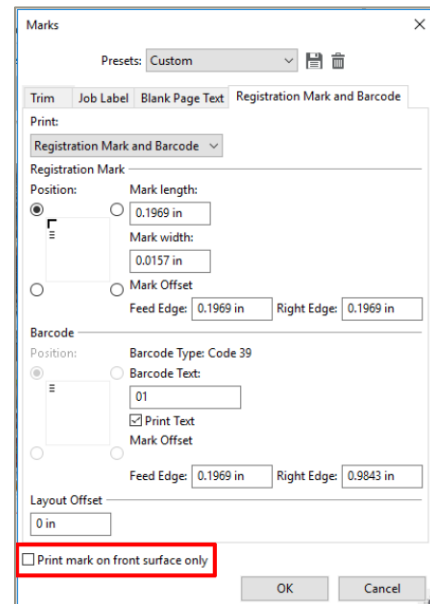 Marks
Presets: Custom
Trim Job Label Blank Page Text Registration Mark and Barcode
Print:
Registration Mark and Barcode
Registration Mark
Position: Mark length:
0.1969 in
Mark width:
0.0157 in
Mark Offset
Feed Edge: 0.1969 in Right Edge: 0.1969 in
Barcode
Position: Barcode Type: Code 39
Barcode Text:
01
Print Text
Mark Offset
Feed Edge: 0.1969 in Right Edge: 0.9843 in
Layout Offset
0 in
Print mark on front surface only
OK Cancel